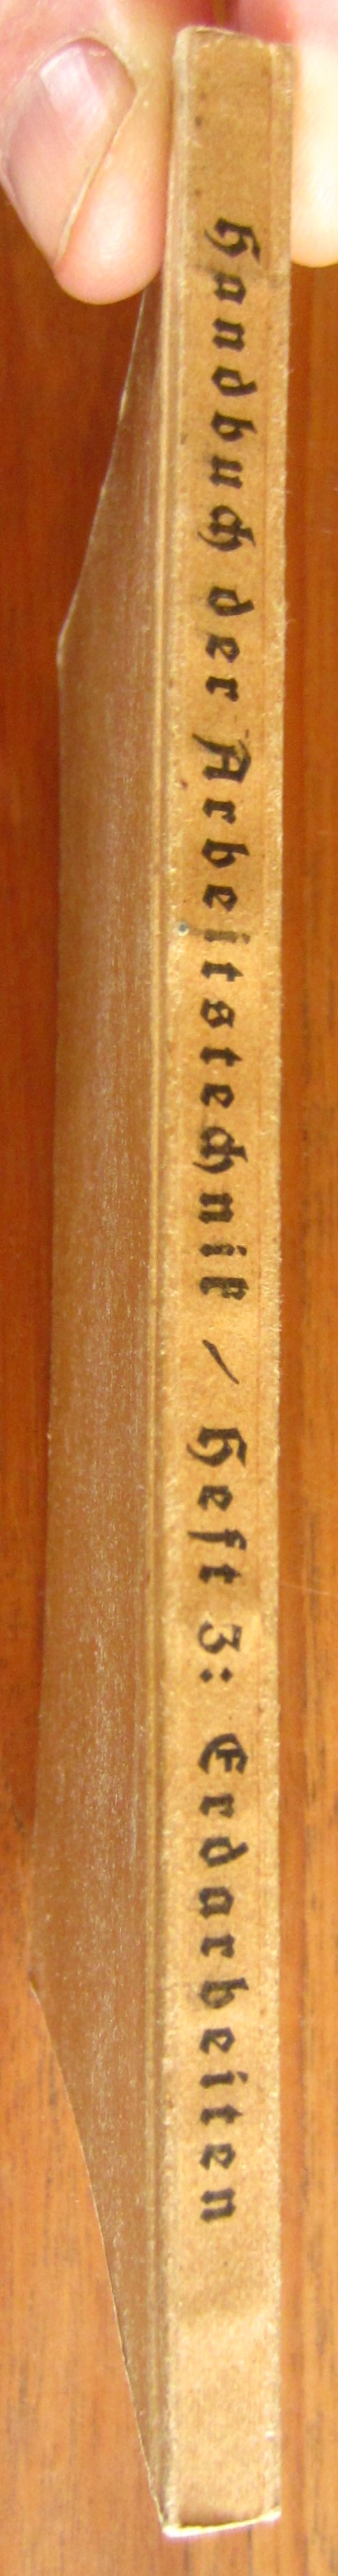 Handbuch der Arbeitstechnik / Heft 3: Erdarbeiten